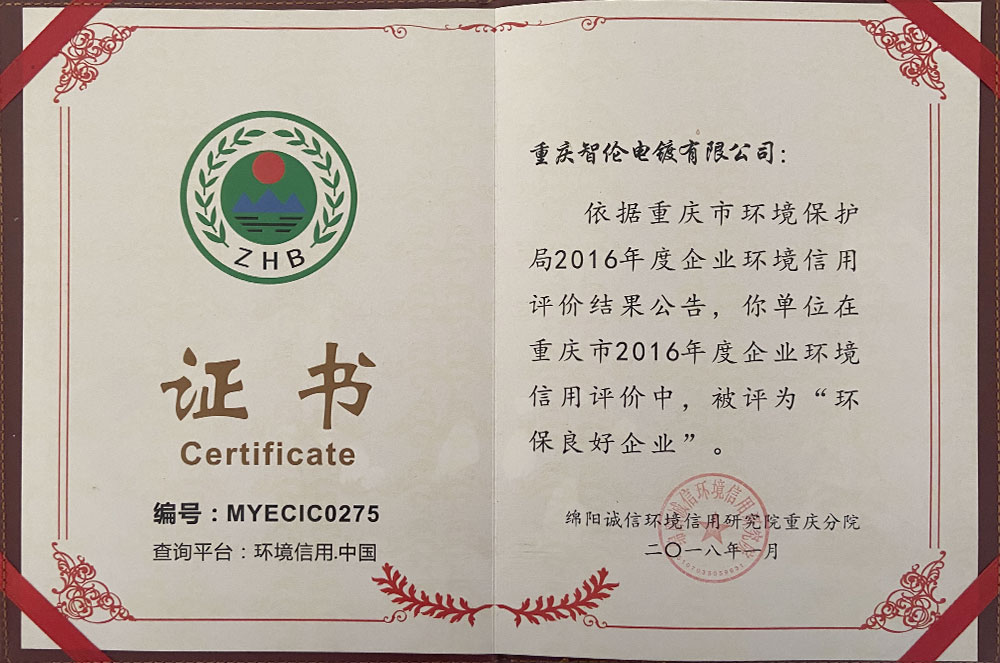 ZHB
证书
Certificate
编号：MYECIC0275
查询平台：环境信用.中国
重庆智伦电镀有限公司：
依据重庆市环境保护
局2016年度企业环境信用
评价结果公告，你单位在
重庆市2016年度企业环境
信用评价中，被评为“环
保良好企业”。
绵阳诚信环境信用研究院重庆分院
二〇一八年一月